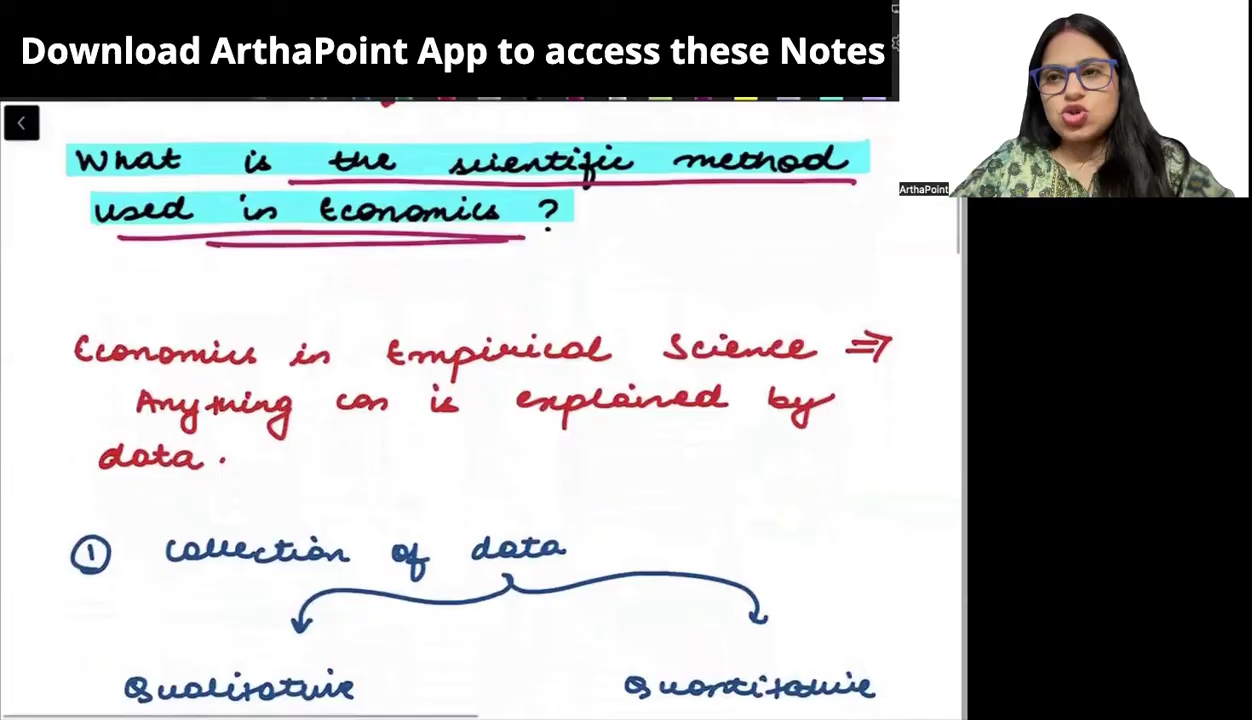 Download ArthaPoint App to access these Notes
ArthaPoint
What is the scientific method
used in Economics ?
Economics in Empirical Science ⇒
Anything can is explained by
data.
① Collection of data
Qualitative Quantitative